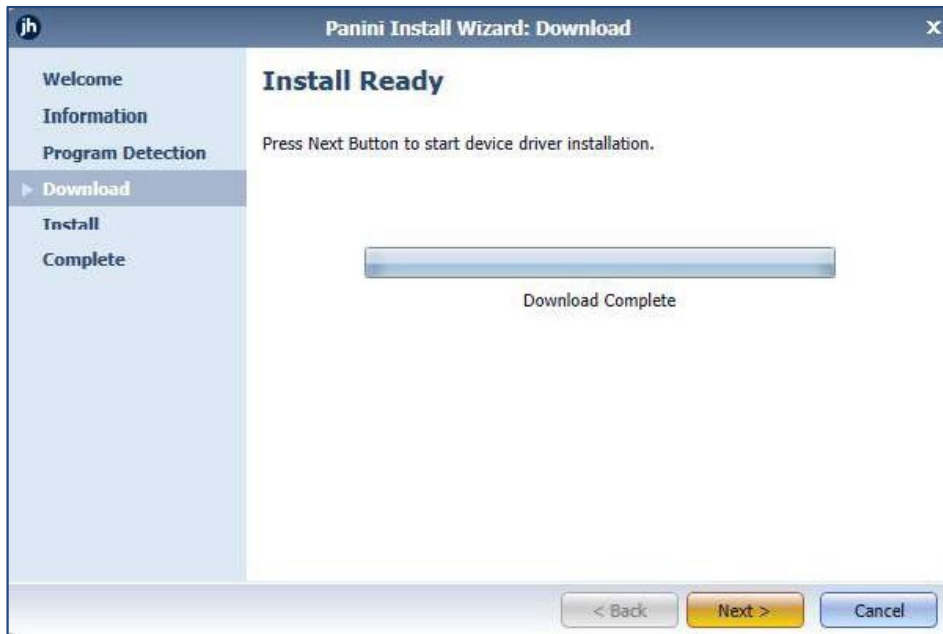 jh
Panini Install Wizard: Download
X
Welcome
Information
Program Detection
Download
Install
Complete
Install Ready
Press Next Button to start device driver installation.
Download Complete
< Back
Next >
Cancel